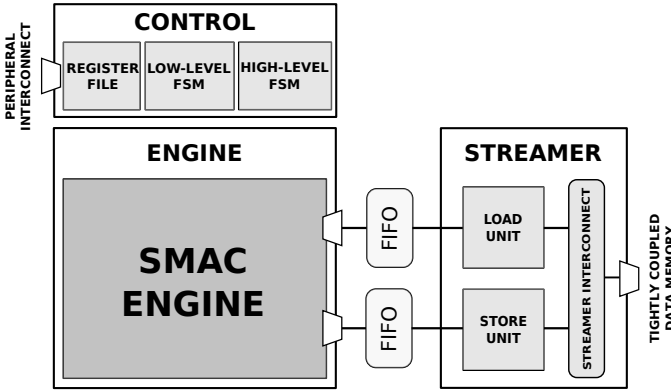 PERIPHERAL
INTERCONNECT
CONTROL
REGISTER
FILE
LOW-LEVEL
FSM
HIGH-LEVEL
FSM
ENGINE
SMAC
ENGINE
FIFO
FIFO
STREAMER
LOAD
UNIT
STORE
UNIT
STREAMER INTERCONNECT
TIGHTLY COUPLED
DATA MEMORY